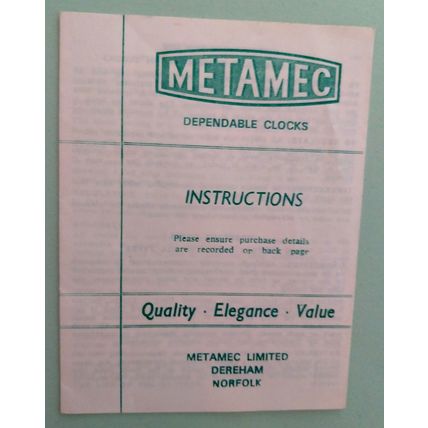 METAMEC
DEPENDABLE CLOCKS
INSTRUCTIONS
Please ensure purchase details
are recorded on back page
Quality · Elegance · Value
METAMEC LIMITED
DEREHAM
NORFOLK